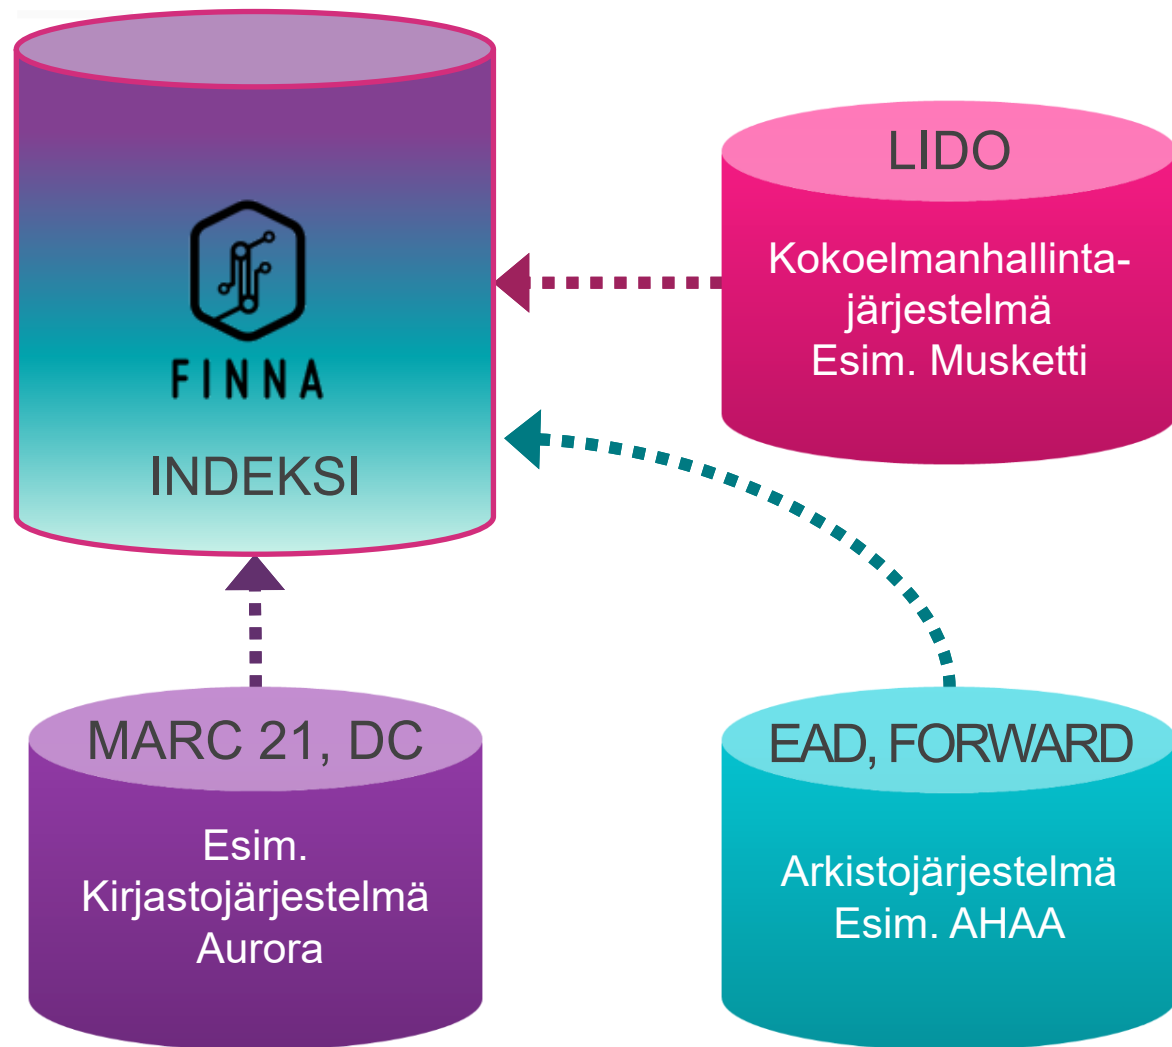 FINNA
INDEKSI
LIDO
Kokoelmanhallinta-
järjestelmä
Esim. Musketti
MARC 21, DC
Esim.
Kirjastojärjestelmä
Aurora
EAD, FORWARD
Arkistojärjestelmä
Esim. AHAA